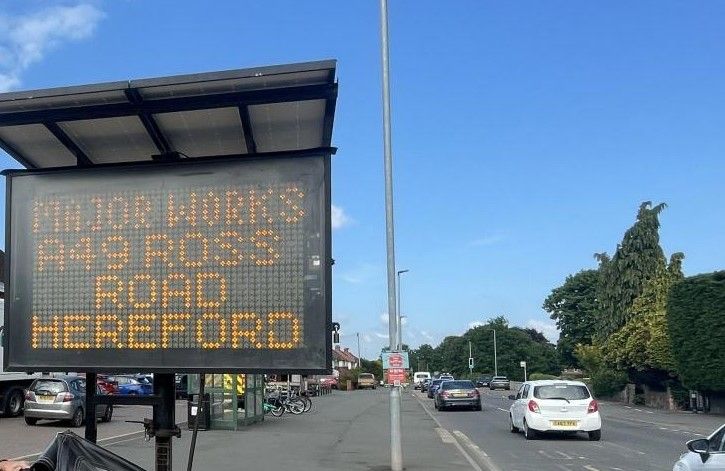 MAJOR WORKS
A49 ROSS
ROAD
HEREFORD